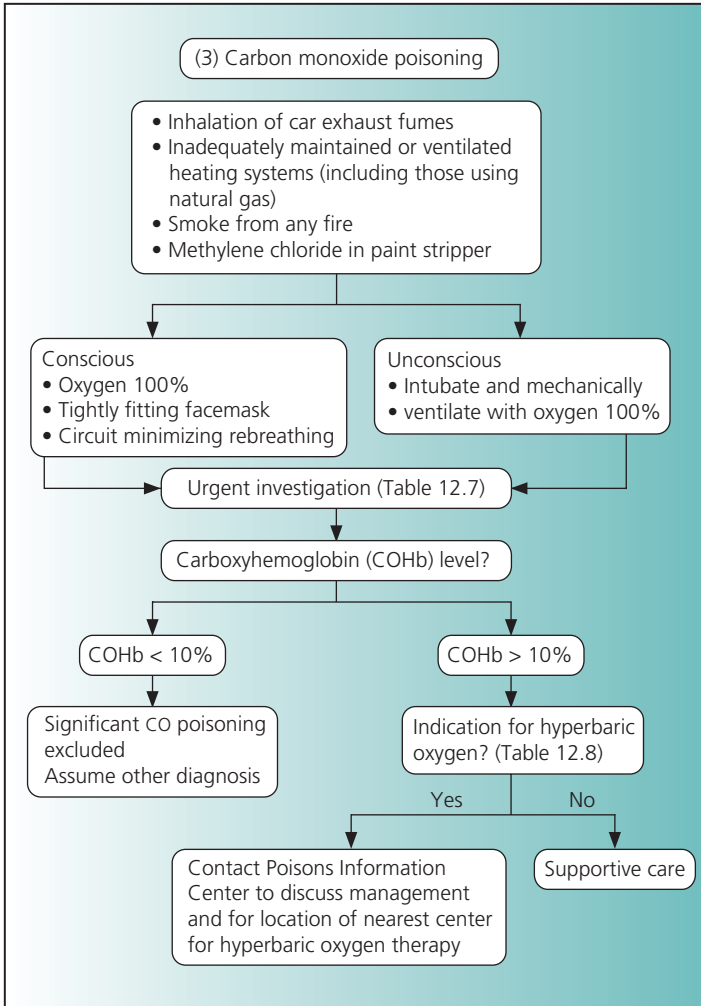 (3) Carbon monoxide poisoning
• Inhalation of car exhaust fumes
• Inadequately maintained or ventilated
heating systems (including those using
natural gas)
• Smoke from any fire
• Methylene chloride in paint stripper
Conscious
• Oxygen 100%
• Tightly fitting facemask
• Circuit minimizing rebreathing
Unconscious
• Intubate and mechanically
• ventilate with oxygen 100%
Urgent investigation (Table 12.7)
Carboxyhemoglobin (COHb) level?
COHb < 10%
COHb > 10%
Significant CO poisoning
excluded
Assume other diagnosis
Indication for hyperbaric
oxygen? (Table 12.8)
Yes
No
Contact Poisons Information
Center to discuss management
and for location of nearest center
for hyperbaric oxygen therapy
Supportive care